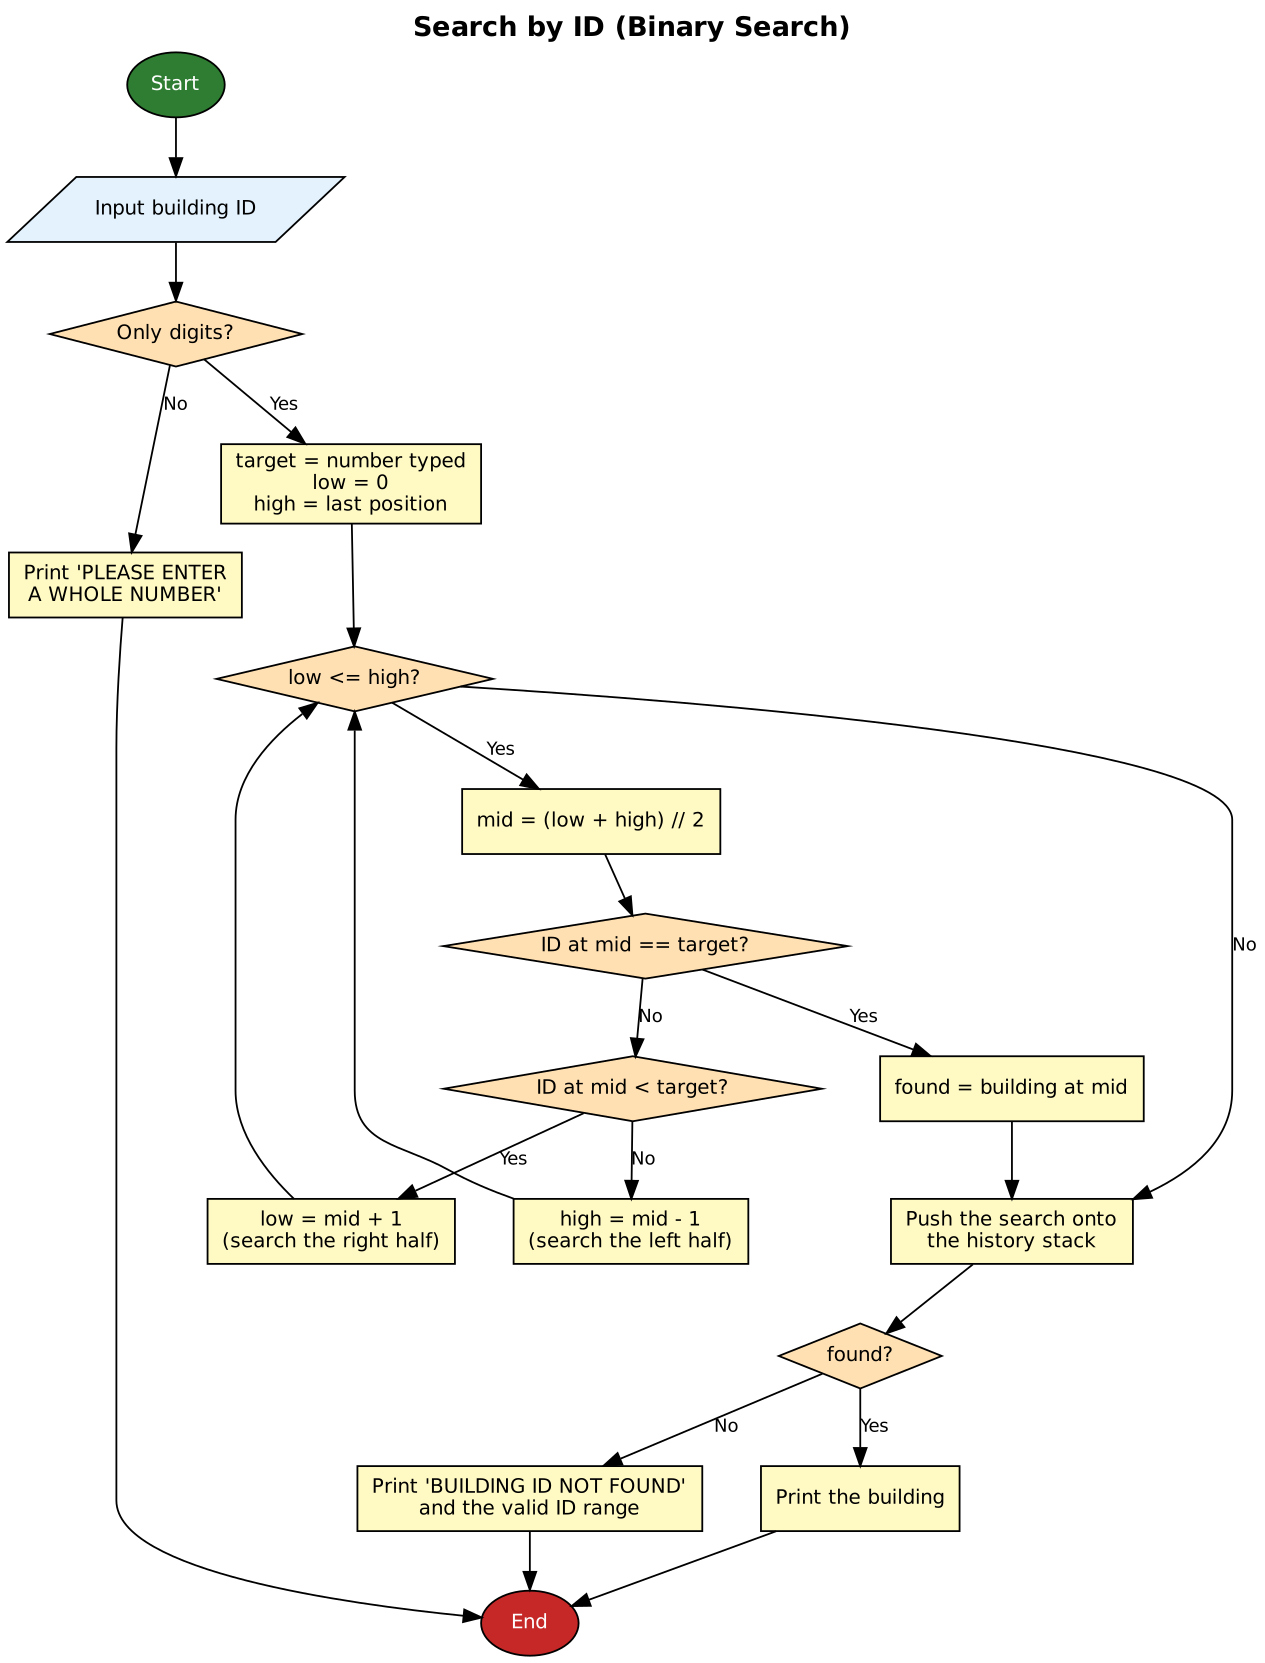 Search by ID (Binary Search)
Start
Input building ID
Only digits?
No
Yes
target = number typed
low = 0
high = last position
Print 'PLEASE ENTER
A WHOLE NUMBER'
low <= high?
Yes
mid = (low + high) // 2
ID at mid == target?
No
No
Yes
ID at mid < target?
found = building at mid
Yes
No
low = mid + 1
(search the right half)
high = mid - 1
(search the left half)
Push the search onto
the history stack
found?
No
Yes
Print 'BUILDING ID NOT FOUND'
and the valid ID range
Print the building
End